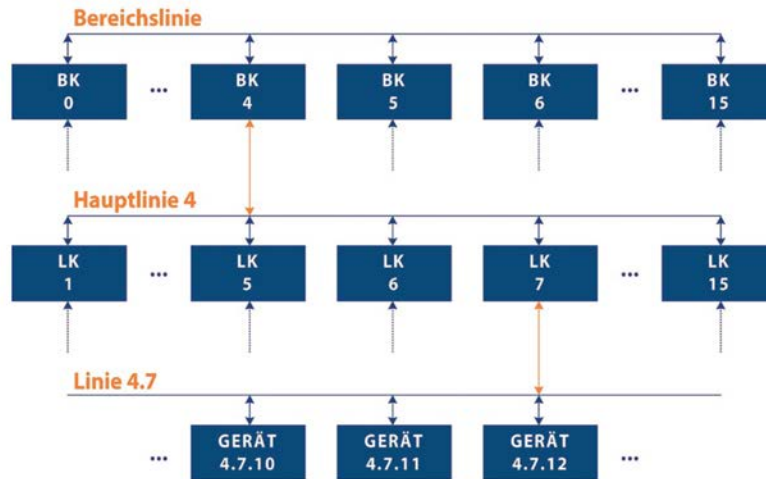 Bereichslinie
BK
0
...
BK
4
BK
5
BK
6
...
BK
15
Hauptlinie 4
LK
1
...
LK
5
LK
6
LK
7
...
LK
15
Linie 4.7
...
GERÄT
4.7.10
GERÄT
4.7.11
GERÄT
4.7.12
...